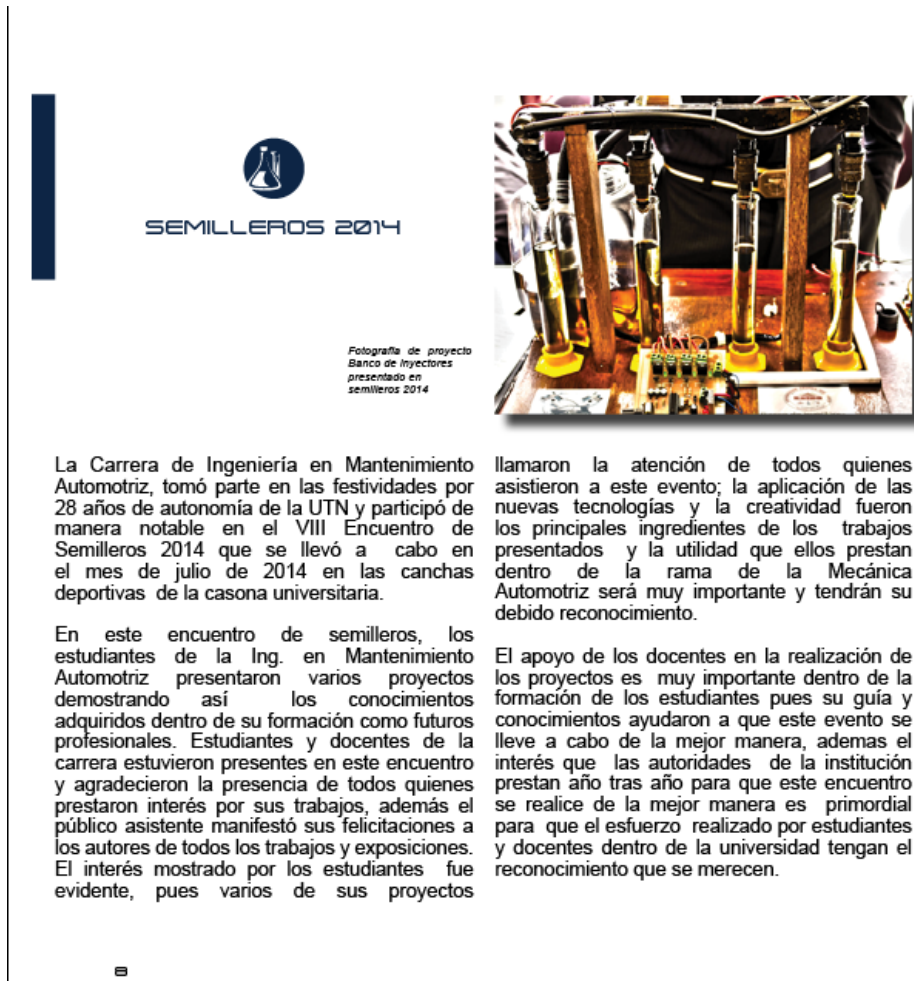 SEMILLEROS 2014
Fotografía de proyecto
Banco de Inyectores
presentado en
semilleros 2014
La Carrera de Ingeniería en Mantenimiento
Automotriz, tomó parte en las festividades por
28 años de autonomía de la UTN y participó de
manera notable en el VIII Encuentro de
Semilleros 2014 que se llevó a cabo en
el mes de julio de 2014 en las canchas
deportivas de la casona universitaria.
En este encuentro de semilleros, los
estudiantes de la Ing. en Mantenimiento
Automotriz presentaron varios proyectos
demostrando así los conocimientos
adquiridos dentro de su formación como futuros
profesionales. Estudiantes y docentes de la
carrera estuvieron presentes en este encuentro
y agradecieron la presencia de todos quienes
prestaron interés por sus trabajos, además el
público asistente manifestó sus felicitaciones a
los autores de todos los trabajos y exposiciones.
El interés mostrado por los estudiantes fue
evidente, pues varios de sus proyectos
llamaron la atención de todos quienes
asistieron a este evento; la aplicación de las
nuevas tecnologías y la creatividad fueron
los principales ingredientes de los trabajos
presentados y la utilidad que ellos prestan
dentro de la rama de la Mecánica
Automotriz será muy importante y tendrán su
debido reconocimiento.
El apoyo de los docentes en la realización de
los proyectos es muy importante dentro de la
formación de los estudiantes pues su guía y
conocimientos ayudaron a que este evento se
lleve a cabo de la mejor manera, ademas el
interés que las autoridades de la institución
prestan año tras año para que este encuentro
se realice de la mejor manera es primordial
para que el esfuerzo realizado por estudiantes
y docentes dentro de la universidad tengan el
reconocimiento que se merecen.
8